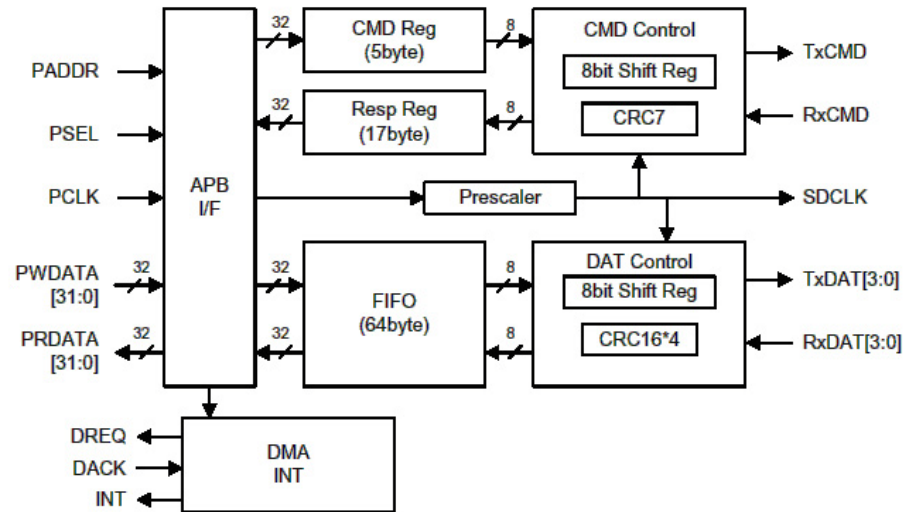 PADDR
PSEL
PCLK
PWDATA
[31:0]
PRDATA
[31:0]
32
32
APB
I/F
32
CMD Reg
(5byte)
8
32
Resp Reg
(17byte)
8
Prescaler
32
32
FIFO
(64byte)
8
8
CMD Control
8bit Shift Reg
CRC7
DAT Control
8bit Shift Reg
CRC16*4
TxCMD
RxCMD
SDCLK
TxDAT[3:0]
RxDAT[3:0]
DREQ
DACK
INT
DMA
INT